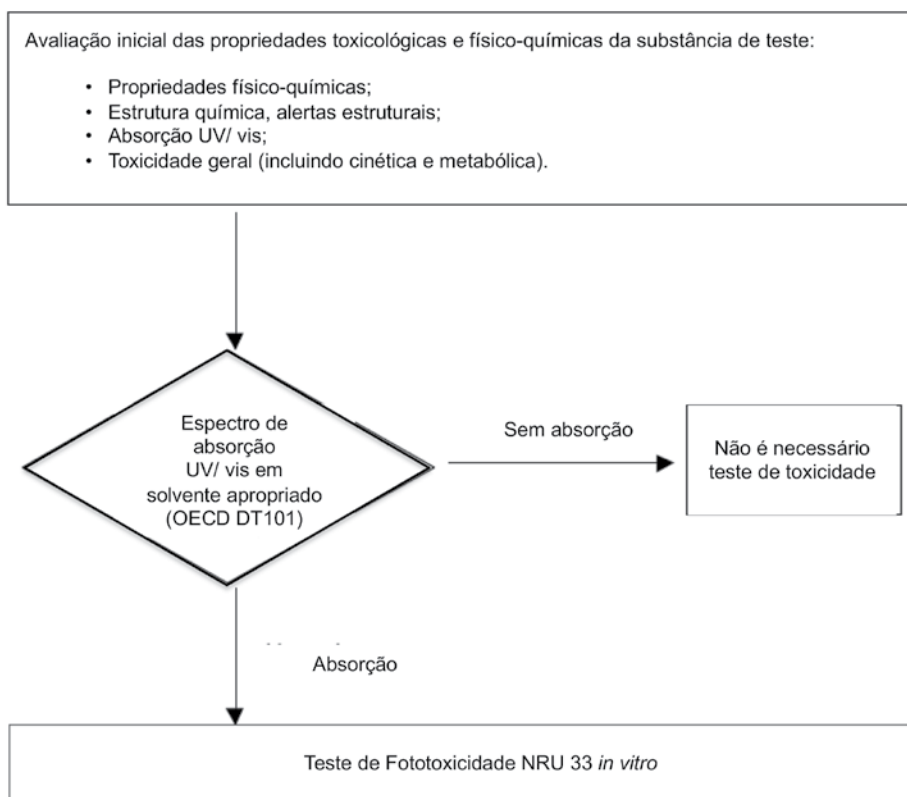 Avaliação inicial das propriedades toxicológicas e físico-químicas da substância de teste:
• Propriedades físico-químicas;
• Estrutura química, alertas estruturais;
• Absorção UV/ vis;
• Toxicidade geral (incluindo cinética e metabólica).
Espectro de
absorção
UV/ vis em
solvente apropriado
(OECD DT101)
Sem absorção
Não é necessário
teste de toxicidade
Absorção
Teste de Fototoxicidade NRU 33 in vitro